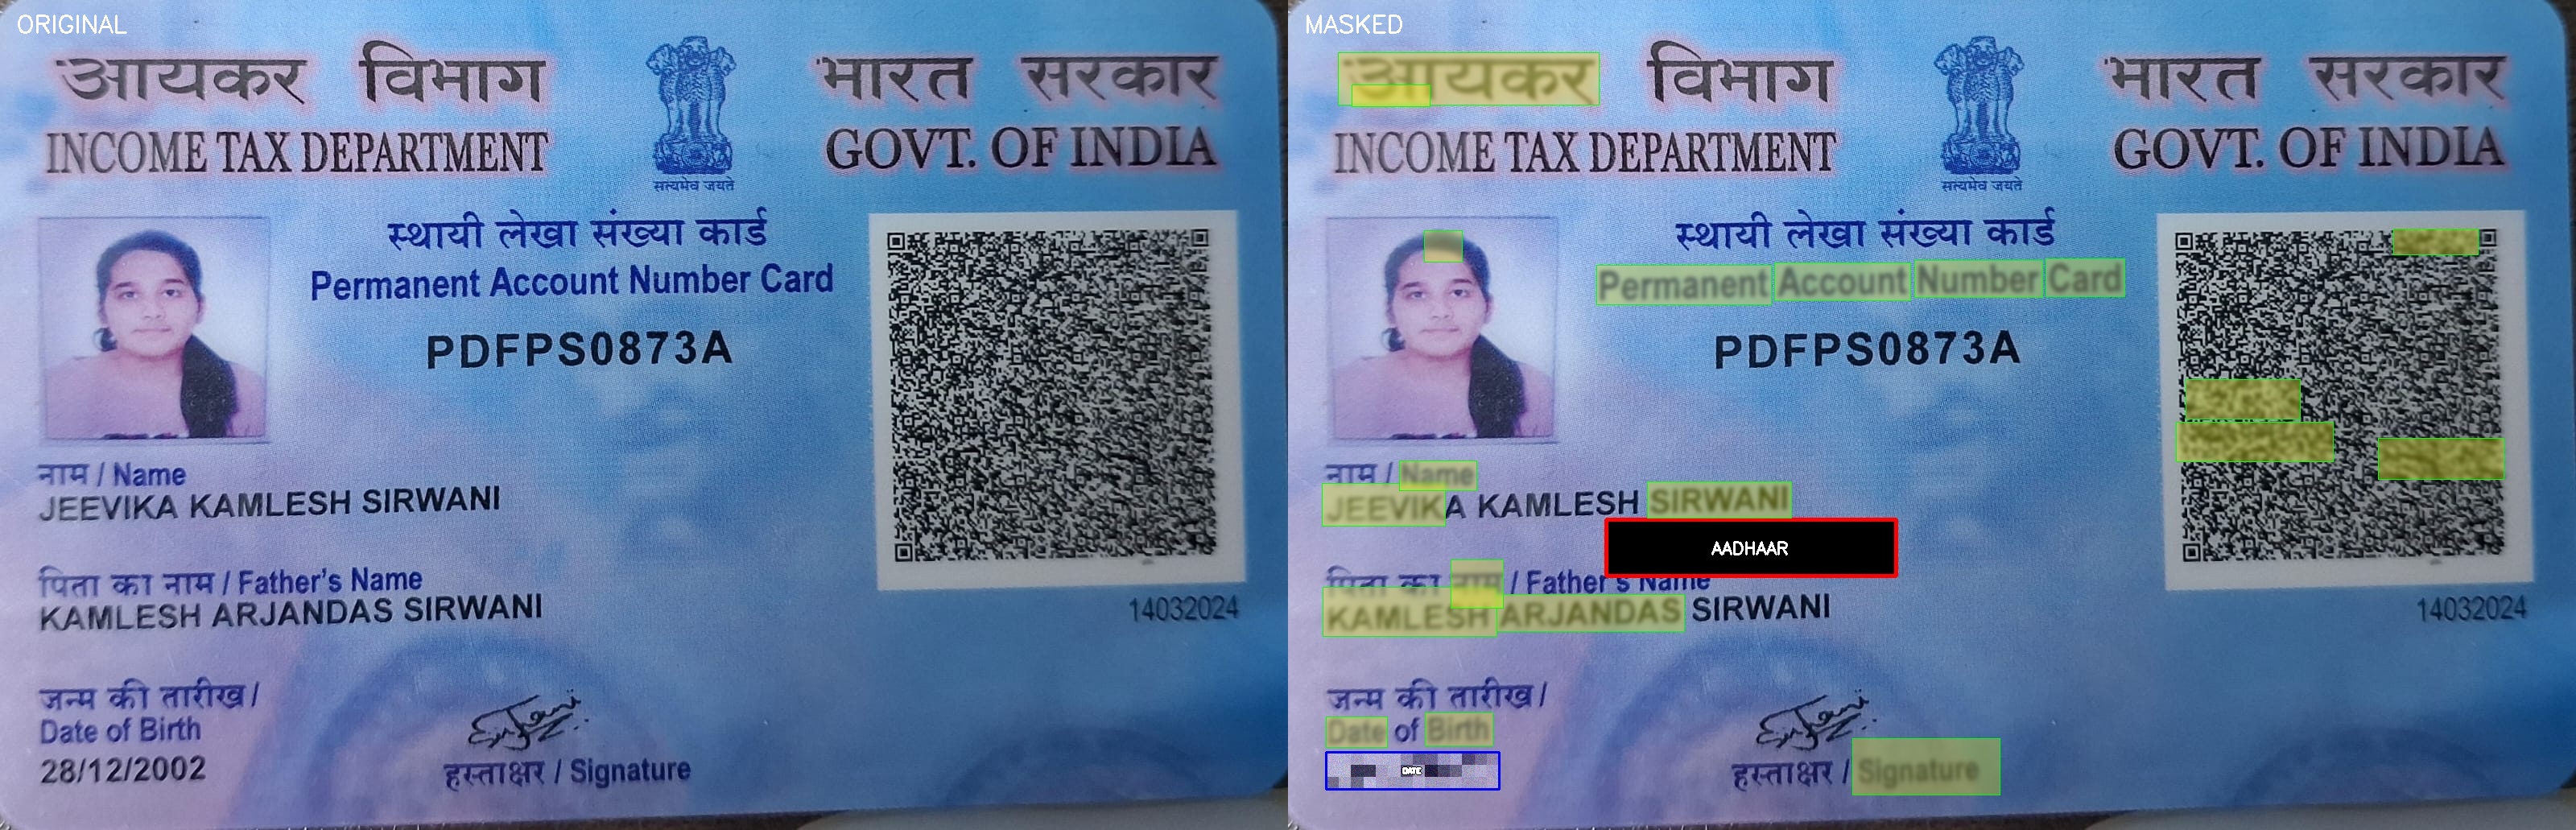 ORIGINAL
आयकर विभाग
INCOME TAX DEPARTMENT
सत्यमेव जयते
भारत सरकार
GOVT. OF INDIA
स्थायी लेखा संख्या कार्ड
Permanent Account Number Card
PDFPS0873A
नाम / Name
JEEVIKA KAMLESH SIRWANI
पिता का नाम / Father's Name
KAMLESH ARJANDAS SIRWANI
14032024
जन्म की तारीख /
Date of Birth
28/12/2002
हस्ताक्षर / Signature
MASKED
आयकर विभाग
INCOME TAX DEPARTMENT
सत्यमेव जयते
भारत सरकार
GOVT. OF INDIA
स्थायी लेखा संख्या कार्ड
Permanent Account Number Card
PDFPS0873A
नाम / Name
JEEVIKA KAMLESH SIRWANI
AADHAAR
पिता का नाम / Father's Name
KAMLESH ARJANDAS SIRWANI
14032024
जन्म की तारीख /
Date of Birth
DATE
हस्ताक्षर / Signature